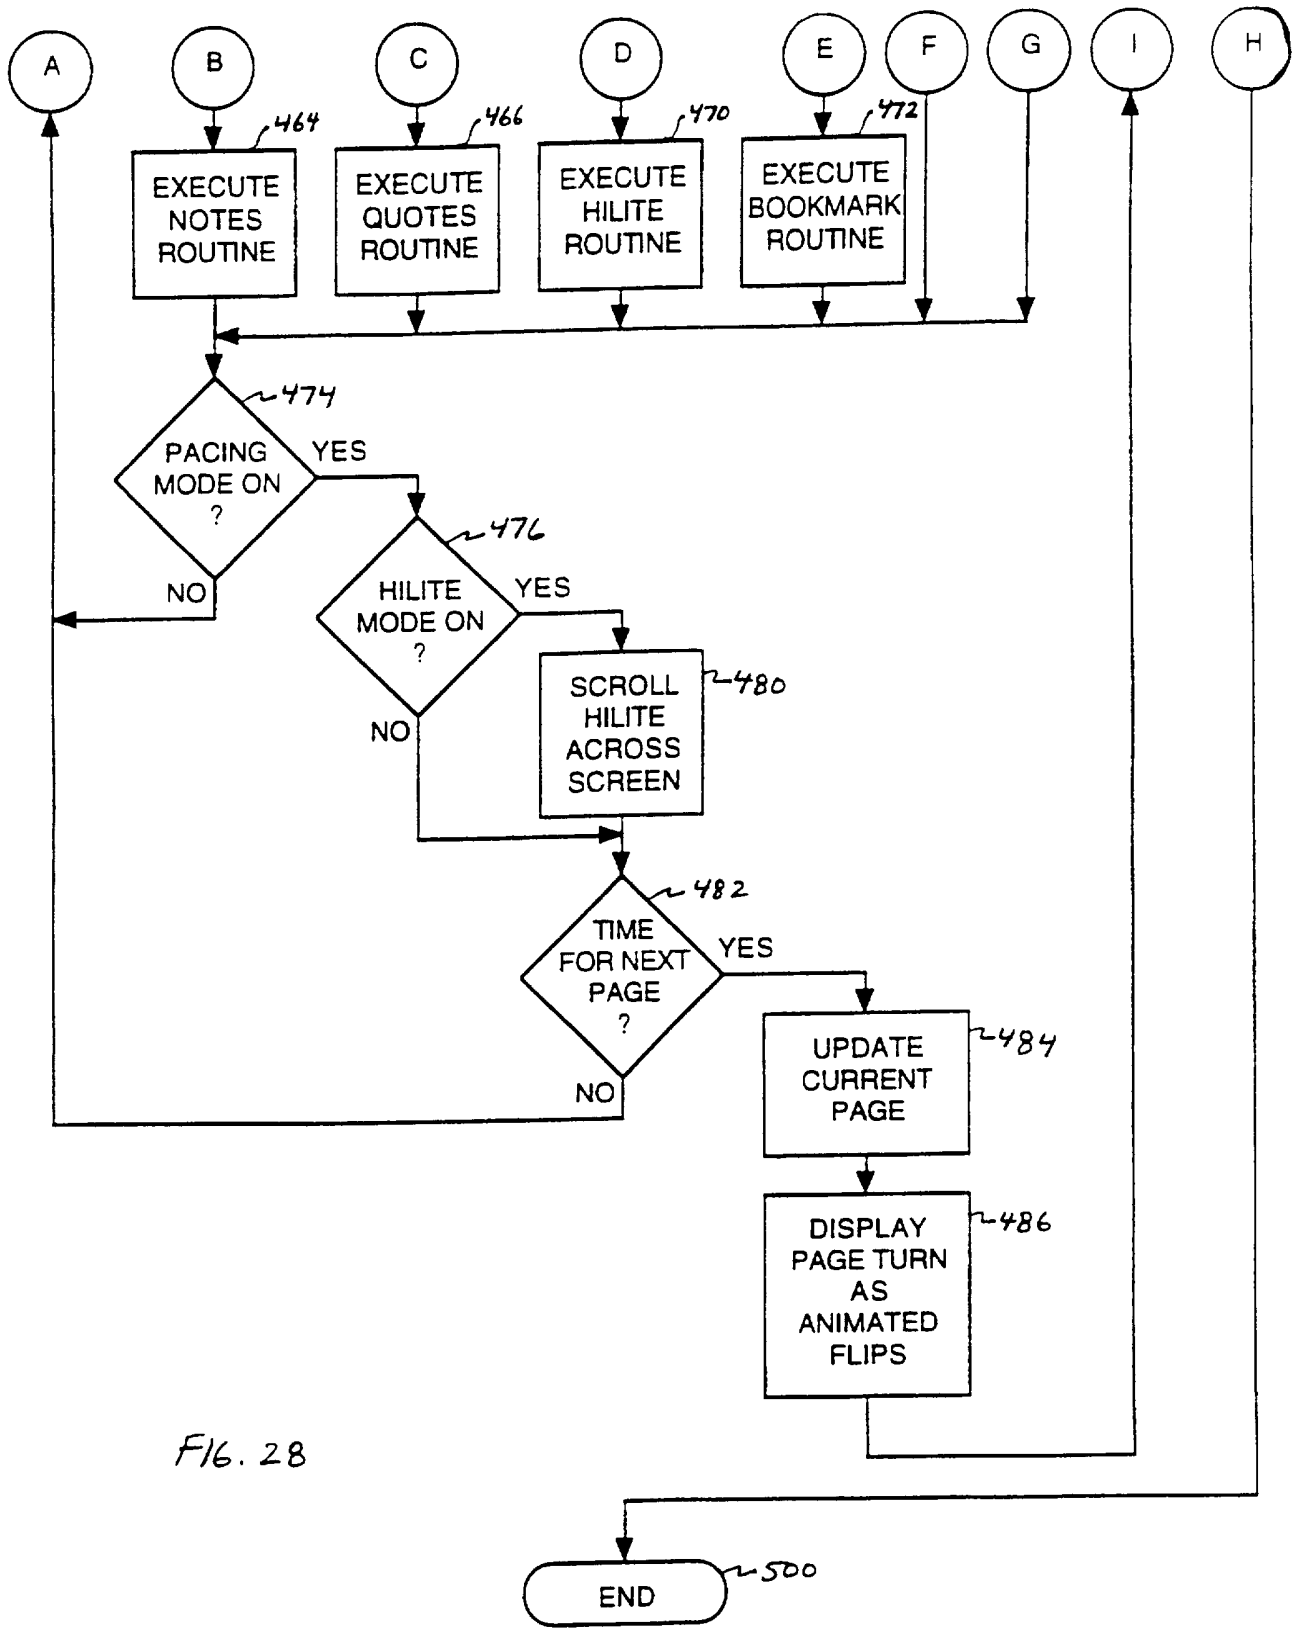 A B C D E F G I H
464 466 470 472
EXECUTE
NOTES
ROUTINE
EXECUTE
QUOTES
ROUTINE
EXECUTE
HILITE
ROUTINE
EXECUTE
BOOKMARK
ROUTINE
474
PACING
MODE ON
?
YES
NO
476
HILITE
MODE ON
?
YES
NO
480
SCROLL
HILITE
ACROSS
SCREEN
482
TIME
FOR NEXT
PAGE
?
YES
NO
484
UPDATE
CURRENT
PAGE
486
DISPLAY
PAGE TURN
AS
ANIMATED
FLIPS
FIG. 28
500
END